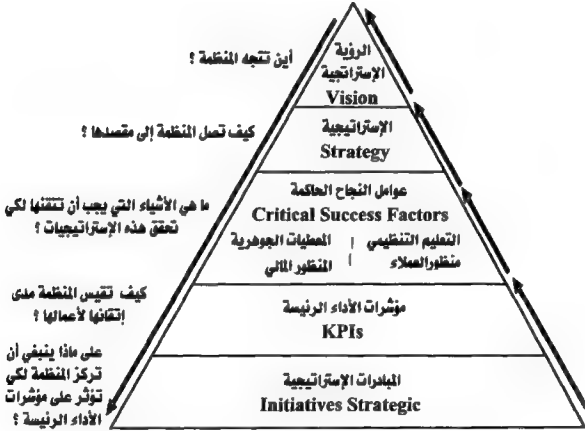 أين تتجه المنظمة ؟
الرؤية
الإستراتجية
Vision
كيف تصل المنظمة إلى مقصدها ؟
الإستراتيجية
Strategy
ما هي الأشياء التي يجب أن تتقنها لكي
تحقق هذه الإستراتيجيات ؟
عوامل النجاح الحاكمة
Critical Success Factors
التعليم التنظيمي | المعطيات الجوهرية
منظور العملاء المنظور المالي
كيف تقيس المنظمة مدى
إتقانها لأعمالها ؟
مؤشرات الأداء الرئيسة
KPIs
على ماذا ينبغي أن
تركز المنظمة لكي
تؤثر على مؤشرات
الأداء الرئيسة ؟
المبادرات الإستراتيجية
Initiatives Strategic